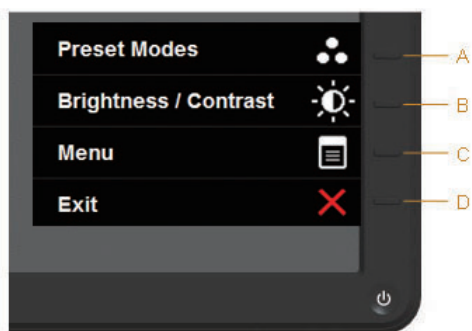 Preset Modes
A
Brightness / Contrast
B
Menu
C
Exit
D